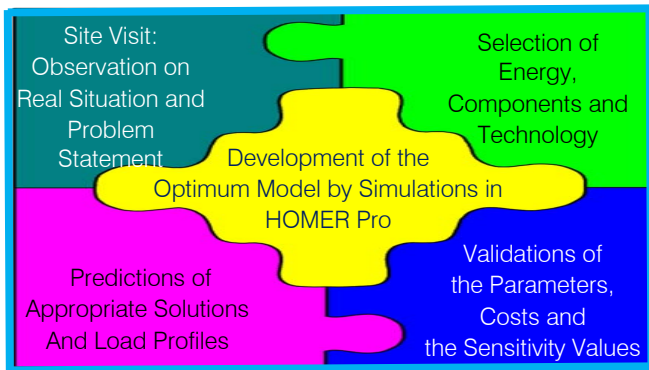 Site Visit:
Observation on
Real Situation and
Problem
Statement
Selection of
Energy,
Components and
Technology
Development of the
Optimum Model by Simulations in
HOMER Pro
Predictions of
Appropriate Solutions
And Load Profiles
Validations of
the Parameters,
Costs and
the Sensitivity Values